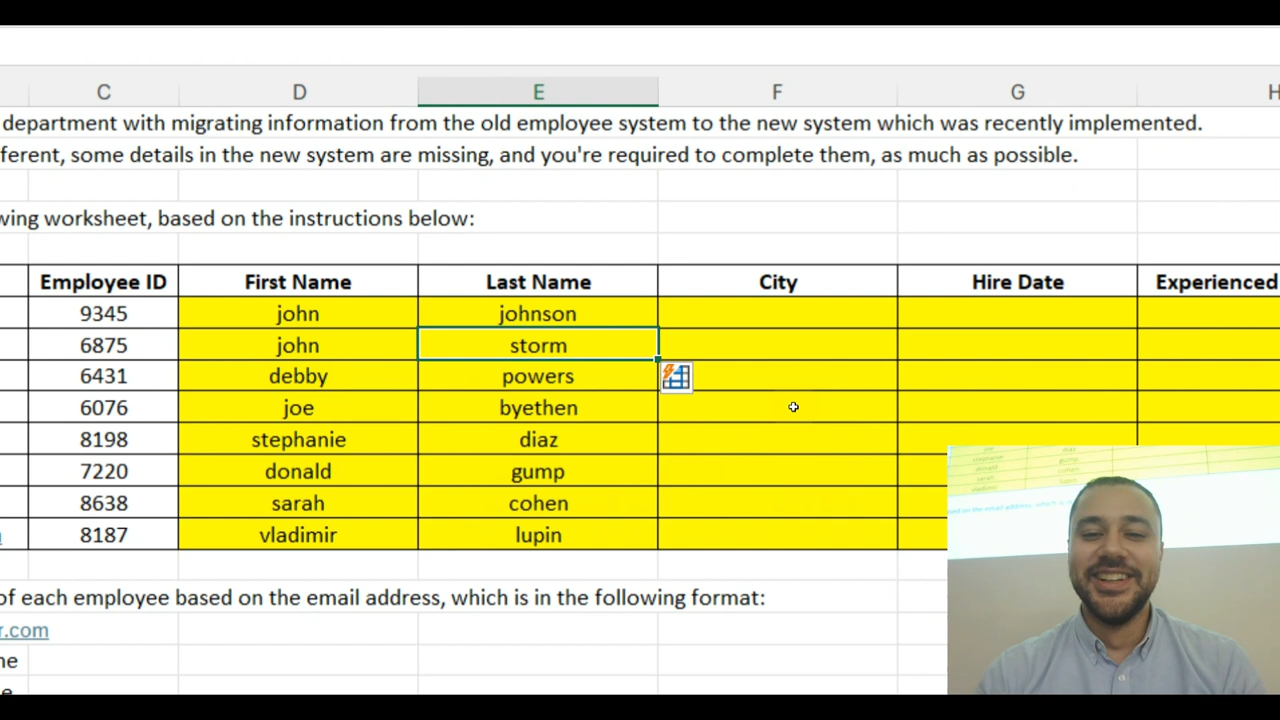 C D E F G H
department with migrating information from the old employee system to the new system which was recently implemented.
ferent, some details in the new system are missing, and you're required to complete them, as much as possible.
wing worksheet, based on the instructions below:
Employee ID First Name Last Name City Hire Date Experienced
9345 john johnson
6875 john storm
6431 debby powers
6076 joe byethen
8198 stephanie diaz
7220 donald gump
8638 sarah cohen
8187 vladimir lupin
of each employee based on the email address, which is in the following format:
r.com
me